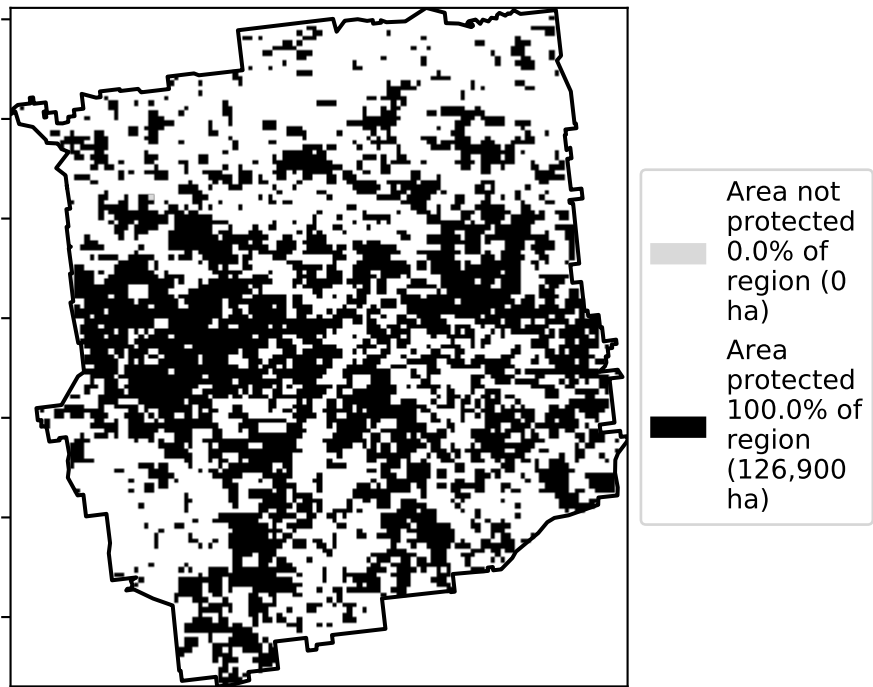 Area not
protected
0.0% of
region (0
ha)
Area
protected
100.0% of
region
(126,900
ha)